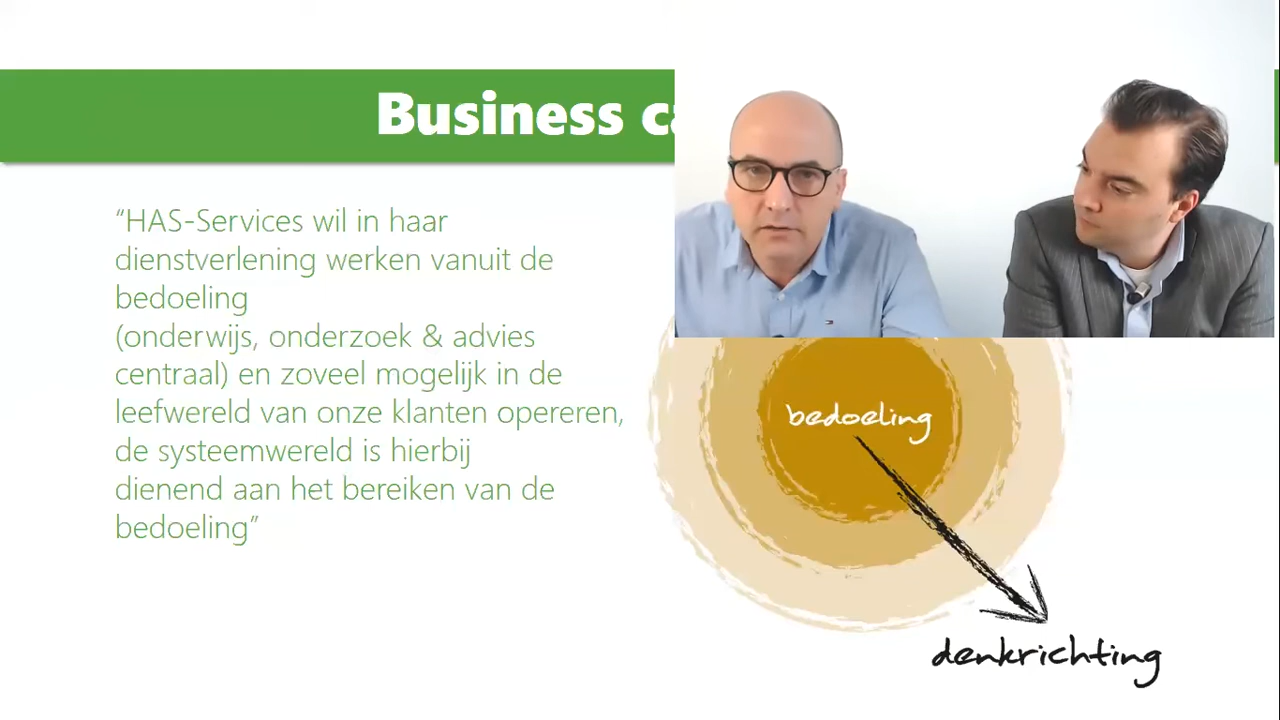 Business
“HAS-Services wil in haar
dienstverlening werken vanuit de
bedoeling
(onderwijs, onderzoek & advies
centraal) en zoveel mogelijk in de
leefwereld van onze klanten opereren,
de systeemwereld is hierbij
dienend aan het bereiken van de
bedoeling”
bedoeling
denkrichting